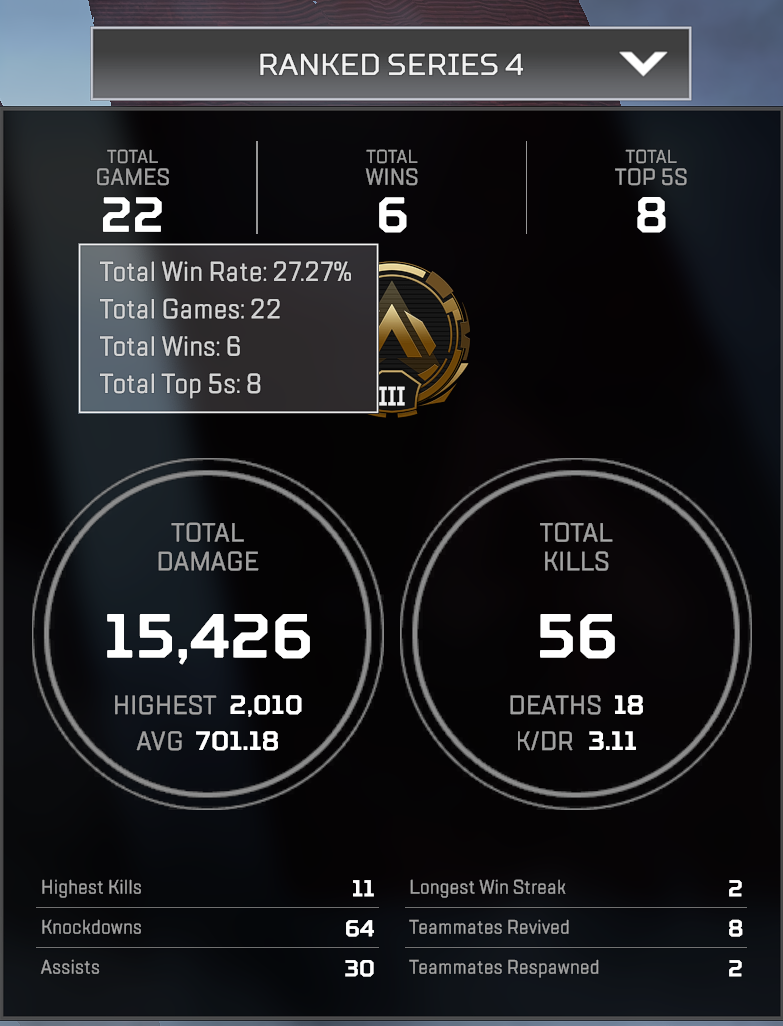 RANKED SERIES 4
TOTAL GAMES
22
TOTAL WINS
6
TOTAL TOP 5S
8
Total Win Rate: 27.27%
Total Games: 22
Total Wins: 6
Total Top 5s: 8
III
TOTAL
DAMAGE
15,426
HIGHEST 2,010
AVG 701.18
TOTAL
KILLS
56
DEATHS 18
K/DR 3.11
Highest Kills 11
Knockdowns 64
Assists 30
Longest Win Streak 2
Teammates Revived 8
Teammates Respawned 2